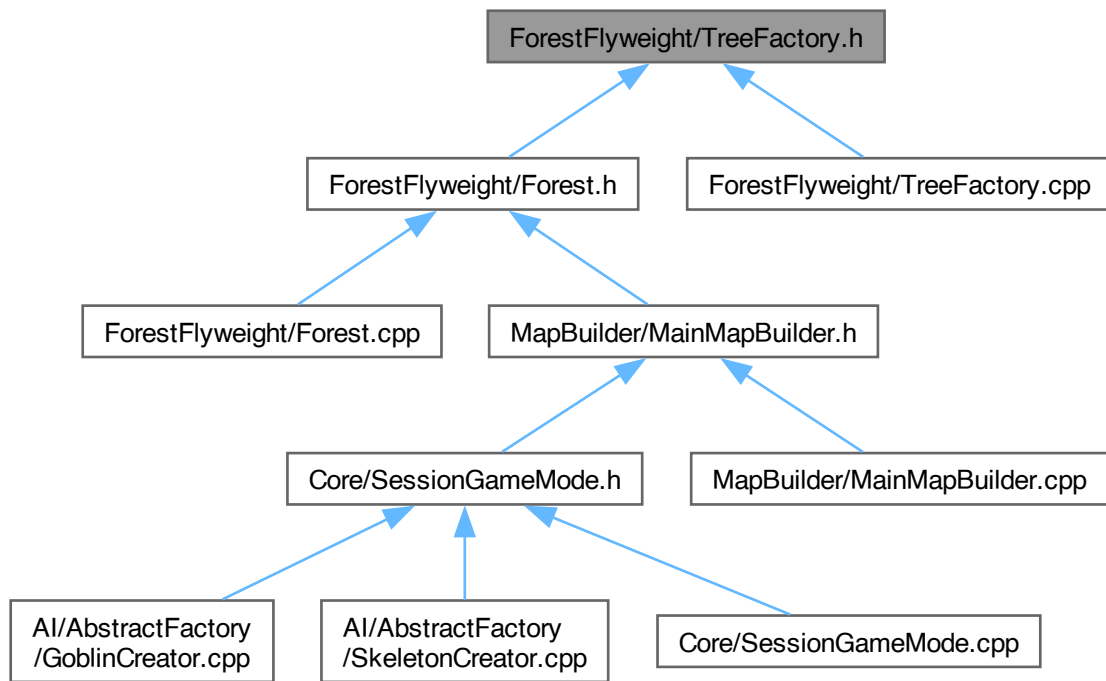 ForestFlyweight/TreeFactory.h
ForestFlyweight/Forest.h
ForestFlyweight/TreeFactory.cpp
ForestFlyweight/Forest.cpp
MapBuilder/MainMapBuilder.h
Core/SessionGameMode.h
MapBuilder/MainMapBuilder.cpp
AI/AbstractFactory
/GoblinCreator.cpp
AI/AbstractFactory
/SkeletonCreator.cpp
Core/SessionGameMode.cpp